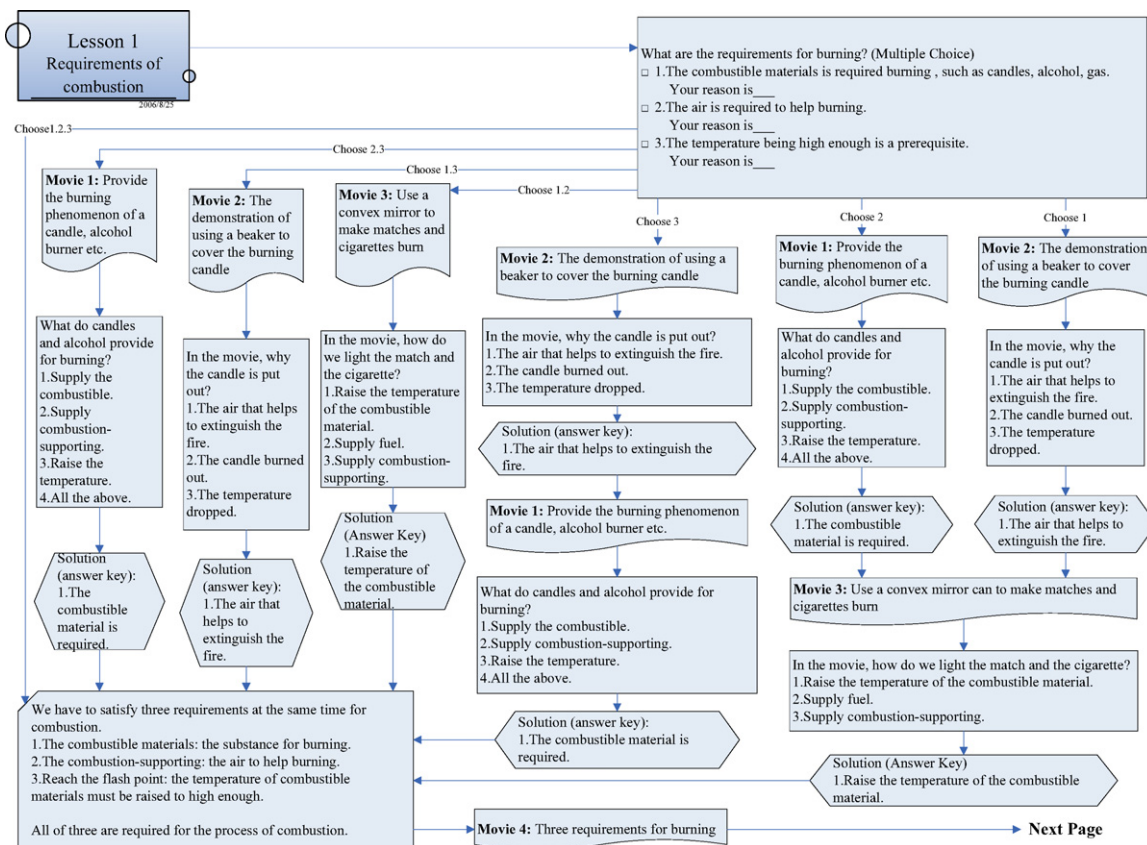 Lesson 1
Requirements of
combustion
2006/8/25
What are the requirements for burning? (Multiple Choice)
□ 1.The combustible materials is required burning , such as candles, alcohol, gas.
Your reason is___
□ 2.The air is required to help burning.
Your reason is___
□ 3.The temperature being high enough is a prerequisite.
Your reason is___
Choose1.2.3
Choose 2.3
Choose 1.3
Choose 1.2
Choose 3
Choose 2
Choose 1
Movie 1: Provide
the burning
phenomenon of a
candle, alcohol
burner etc.
What do candles
and alcohol provide
for burning?
1.Supply the
combustible.
2.Supply
combustion-
supporting.
3.Raise the
temperature.
4.All the above.
Solution
(answer key):
1.The
combustible
material is
required.
Movie 2: The
demonstration of
using a beaker to
cover the burning
candle
In the movie, why
the candle is put
out?
1.The air that helps
to extinguish the
fire.
2.The candle burned
out.
3.The temperature
dropped.
Solution
(answer key):
1.The air that
helps to
extinguish the
fire.
Movie 3: Use a
convex mirror to
make matches and
cigarettes burn
In the movie, how do
we light the match and
the cigarette?
1.Raise the temperature
of the combustible
material.
2.Supply fuel.
3.Supply combustion-
supporting.
Solution
(Answer Key)
1.Raise the
temperature of
the combustible
material.
Movie 2: The demonstration of using a
beaker to cover the burning candle
In the movie, why the candle is put out?
1.The air that helps to extinguish the fire.
2.The candle burned out.
3.The temperature dropped.
Solution (answer key):
1.The air that helps to extinguish the
fire.
Movie 1: Provide the burning phenomenon
of a candle, alcohol burner etc.
What do candles and alcohol provide for
burning?
1.Supply the combustible.
2.Supply combustion-supporting.
3.Raise the temperature.
4.All the above.
Solution (answer key):
1.The combustible material is
required.
Movie 1: Provide the
burning phenomenon of a
candle, alcohol burner etc.
What do candles and
alcohol provide for
burning?
1.Supply the combustible.
2.Supply combustion-
supporting.
3.Raise the temperature.
4.All the above.
Solution (answer key):
1.The combustible
material is required.
Movie 2: The demonstration
of using a beaker to cover
the burning candle
In the movie, why the
candle is put out?
1.The air that helps to
extinguish the fire.
2.The candle burned out.
3.The temperature
dropped.
Solution (answer key):
1.The air that helps to
extinguish the fire.
Movie 3: Use a convex mirror can to make matches and
cigarettes burn
In the movie, how do we light the match and the cigarette?
1.Raise the temperature of the combustible material.
2.Supply fuel.
3.Supply combustion-supporting.
Solution (Answer Key)
1.Raise the temperature of the combustible
material.
We have to satisfy three requirements at the same time for
combustion.
1.The combustible materials: the substance for burning.
2.The combustion-supporting: the air to help burning.
3.Reach the flash point: the temperature of combustible
materials must be raised to high enough.
All of three are required for the process of combustion.
Movie 4: Three requirements for burning
Next Page